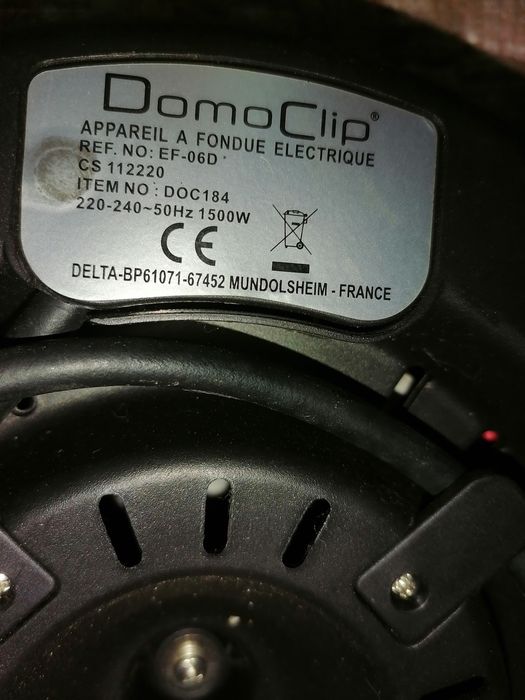 DomoClip®
APPAREIL A FONDUE ELECTRIQUE
REF. NO: EF-06D
CS 112220
ITEM NO : DOC184
220-240~50Hz 1500W
CE
DELTA-BP61071-67452 MUNDOLSHEIM - FRANCE